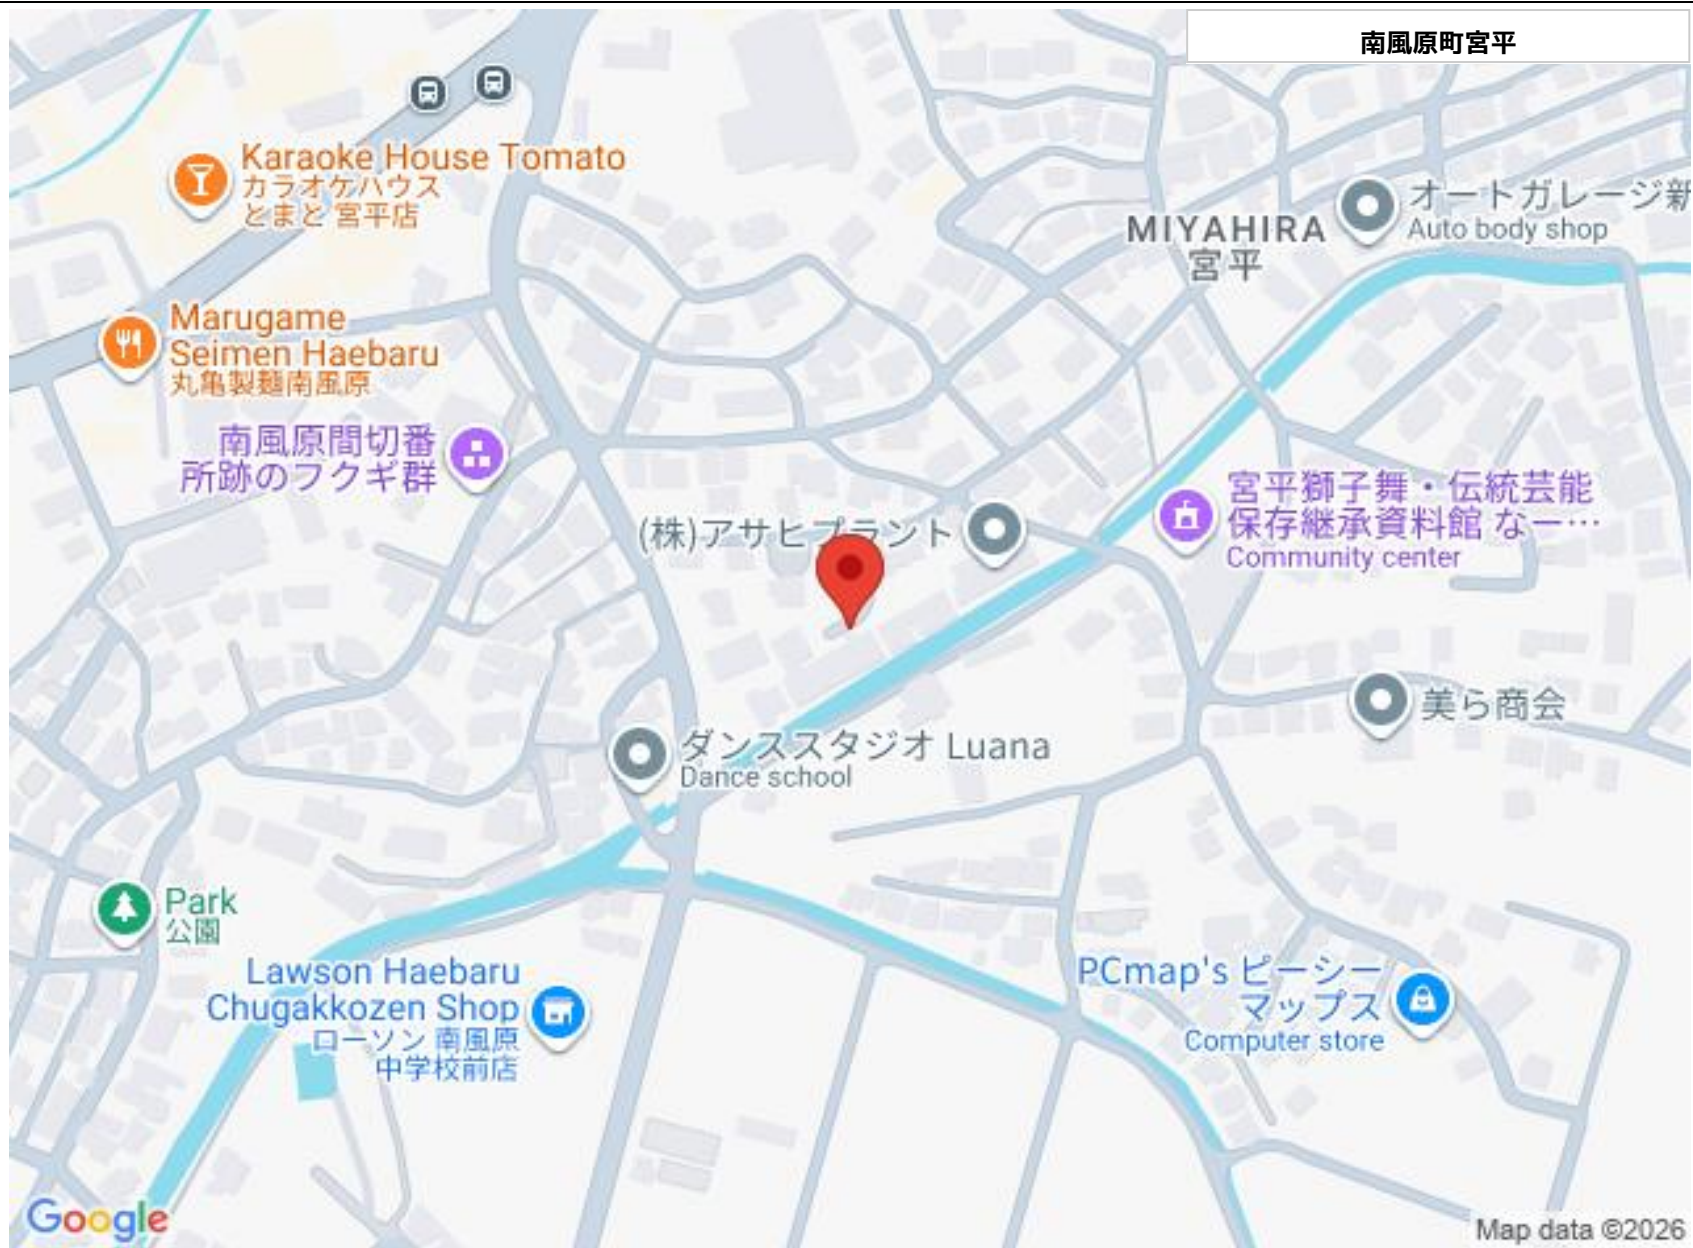 南風原町宮平
Karaoke House Tomato
カラオケハウス
とまと 宮平店
オートガレージ新
Auto body shop
MIYAHIRA
宮平
Marugame
Seimen Haebaru
丸亀製麺南風原
南風原間切番
所跡のフクギ群
(株)アサヒプラント
宮平獅子舞・伝統芸能
保存継承資料館 なー…
Community center
美ら商会
ダンススタジオ Luana
Dance school
Park
公園
Lawson Haebaru
Chugakkozen Shop
ローソン 南風原
中学校前店
PCmap's ピーシー
マップス
Computer store
Google
Map data ©2026